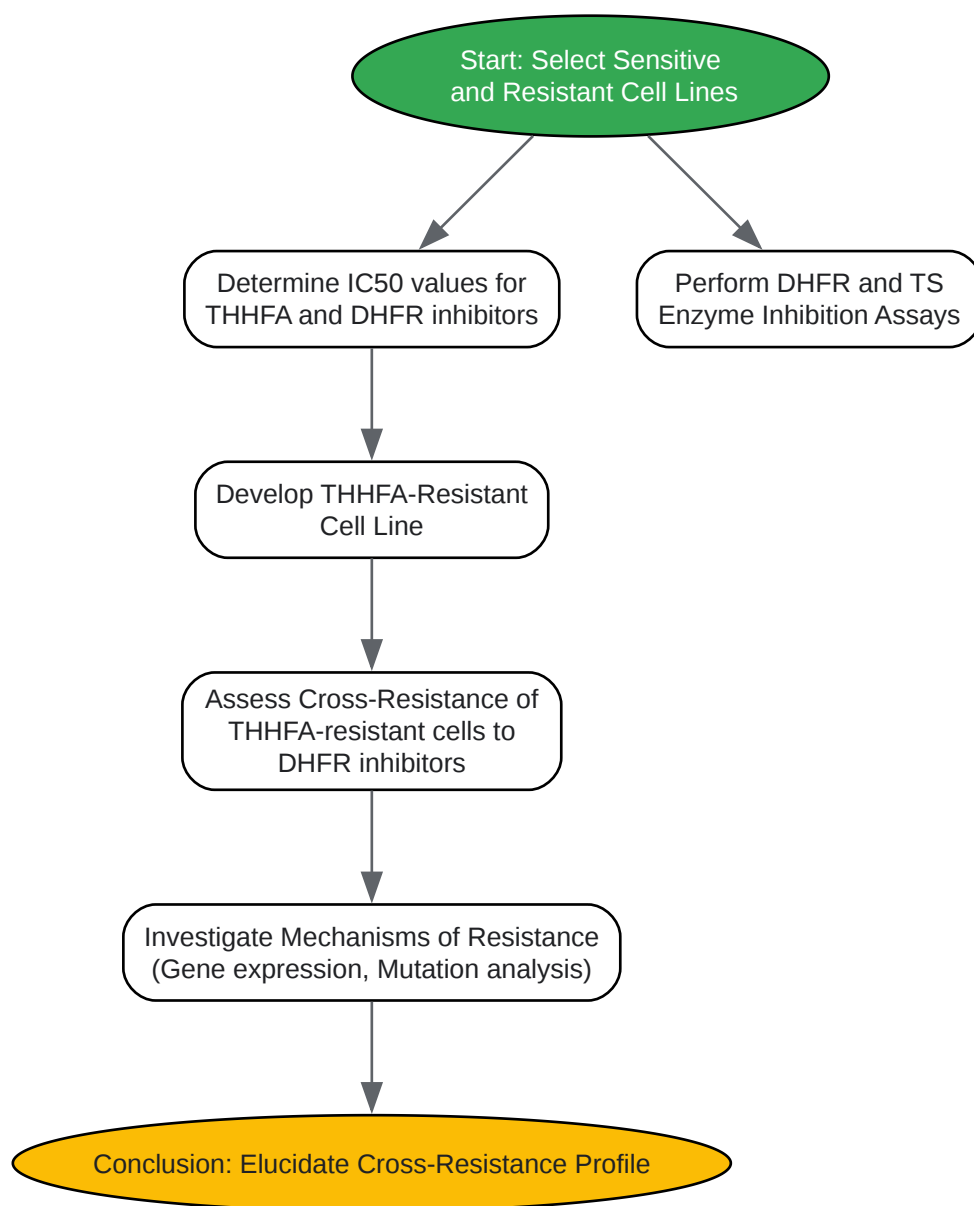 Start: Select Sensitive
and Resistant Cell Lines
Determine IC50 values for
THHFA and DHFR inhibitors
Perform DHFR and TS
Enzyme Inhibition Assays
Develop THHFA-Resistant
Cell Line
Assess Cross-Resistance of
THHFA-resistant cells to
DHFR inhibitors
Investigate Mechanisms of Resistance
(Gene expression, Mutation analysis)
Conclusion: Elucidate Cross-Resistance Profile